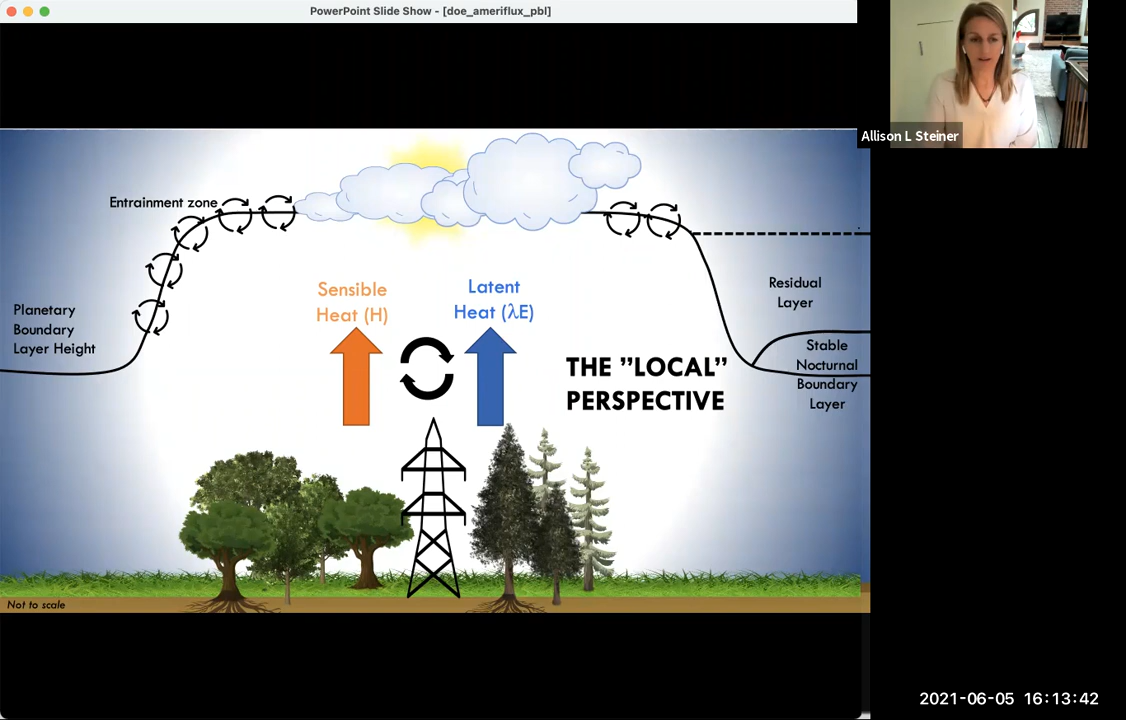 PowerPoint Slide Show - [doe_ameriflux_pbl]
Allison L Steiner
Entrainment zone
Planetary
Boundary
Layer Height
Sensible
Heat (H)
Latent
Heat (λE)
THE ”LOCAL”
PERSPECTIVE
Residual
Layer
Stable
Nocturnal
Boundary
Layer
Not to scale
2021-06-05 16:13:42